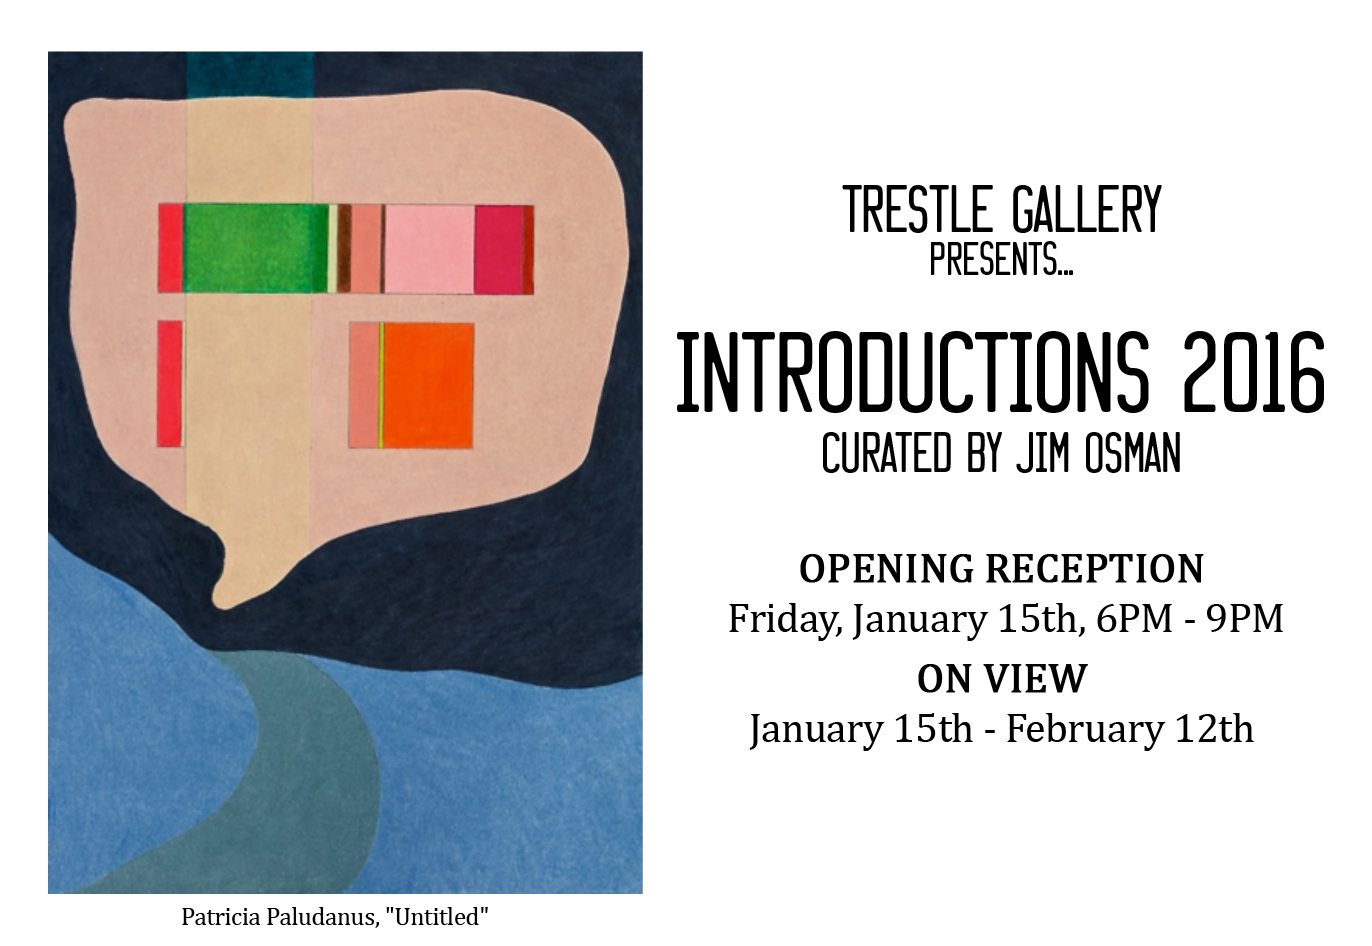 TRESTLE GALLERY
PRESENTS...
INTRODUCTIONS 2016
CURATED BY JIM OSMAN
OPENING RECEPTION
Friday, January 15th, 6PM - 9PM
ON VIEW
January 15th - February 12th
Patricia Paludanus, "Untitled"